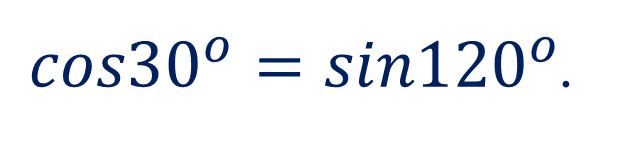 cos30° = sin120°.